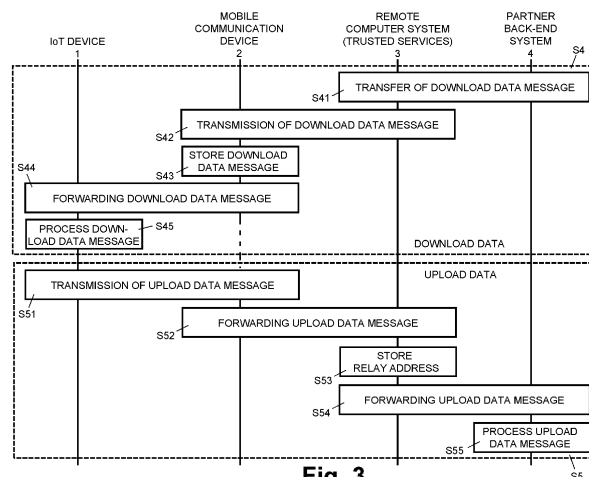 IoT DEVICE
1
MOBILE
COMMUNICATION
DEVICE
2
REMOTE
COMPUTER SYSTEM
(TRUSTED SERVICES)
3
PARTNER
BACK-END
SYSTEM
4
S4
S41
TRANSFER OF DOWNLOAD DATA MESSAGE
S42
TRANSMISSION OF DOWNLOAD DATA MESSAGE
S43
STORE DOWNLOAD
DATA MESSAGE
S44
FORWARDING DOWNLOAD DATA MESSAGE
PROCESS DOWN-
LOAD DATA MESSAGE
S45
DOWNLOAD DATA
UPLOAD DATA
TRANSMISSION OF UPLOAD DATA MESSAGE
S51
FORWARDING UPLOAD DATA MESSAGE
S52
STORE
RELAY ADDRESS
S53
FORWARDING UPLOAD DATA MESSAGE
S54
PROCESS UPLOAD
DATA MESSAGE
S55
S5
Fig. 3